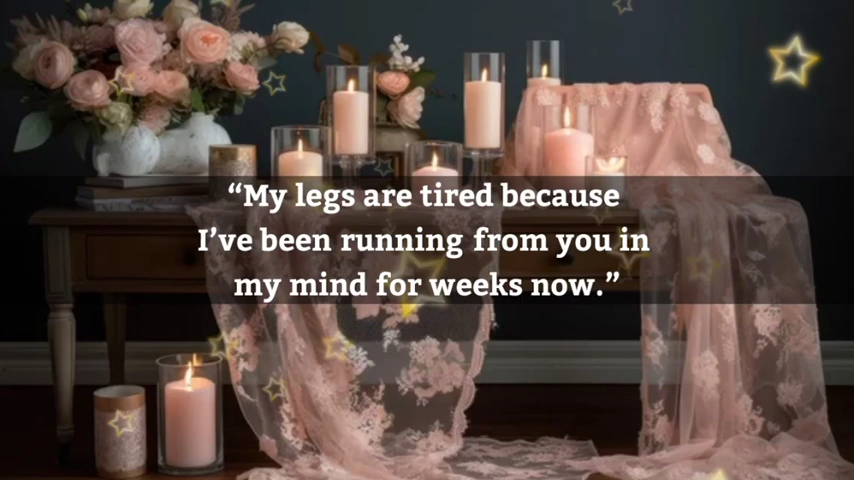 “My legs are tired because
I’ve been running from you in
my mind for weeks now.”